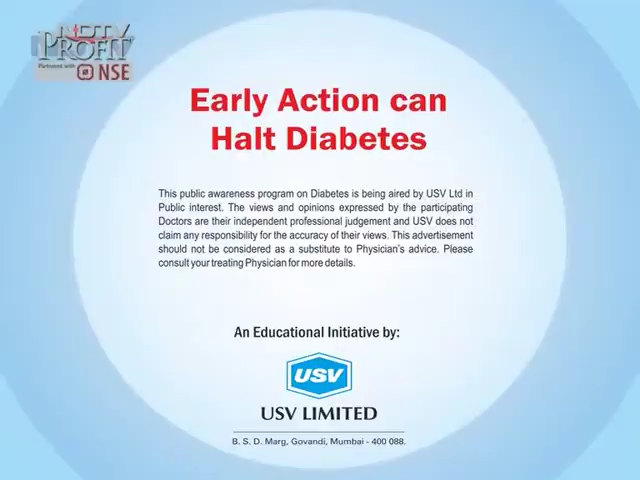 NDTV
PROFIT
Partnered with NSE
Early Action can
Halt Diabetes
This public awareness program on Diabetes is being aired by USV Ltd in
Public interest. The views and opinions expressed by the participating
Doctors are their independent professional judgement and USV does not
claim any responsibility for the accuracy of their views. This advertisement
should not be considered as a substitute to Physician's advice. Please
consult your treating Physician for more details.
An Educational Initiative by:
USV
USV LIMITED
B. S. D. Marg, Govandi, Mumbai - 400 088.